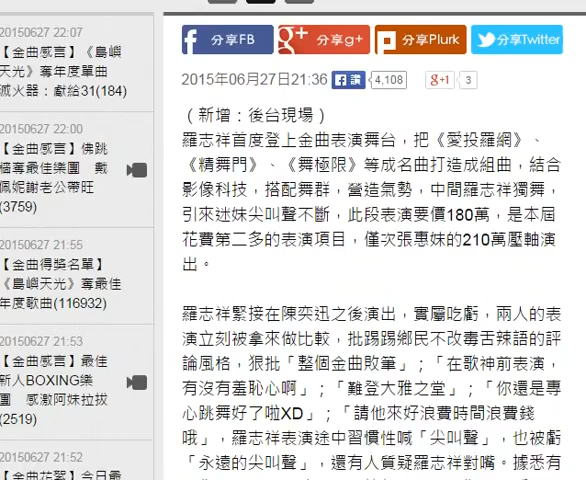 20150627 22:07
【金曲感言】《島嶼
天光》奪年度單曲
滅火器：獻給31(184)
20150627 22:00
【金曲感言】佛跳
牆奪最佳樂團　戴
佩妮謝老公帶旺
(3759)
20150627 21:55
【金曲得獎名單】
《島嶼天光》奪最佳
年度歌曲(116932)
20150627 21:53
【金曲感言】最佳
新人BOXING樂
團　感激阿妹拉拔
(2519)
20150627 21:52
【金曲花絮】今日最
分享FB
分享g+
分享Plurk
分享Twitter
2015年06月27日21:36 讚 4,108 g+1 3
（新增：後台現場）
羅志祥首度登上金曲表演舞台，把《愛投羅網》、
《精舞門》、《舞極限》等成名曲打造成組曲，結合
影像科技，搭配舞群，營造氣勢，中間羅志祥獨舞，
引來迷妹尖叫聲不斷，此段表演要價180萬，是本屆
花費第二多的表演項目，僅次張惠妹的210萬壓軸演
出。
羅志祥緊接在陳奕迅之後演出，實屬吃虧，兩人的表
演立刻被拿來做比較，批踢踢鄉民不改毒舌辣語的評
論風格，狠批「整個金曲敗筆」；「在歌神前表演，
有沒有羞恥心啊」；「難登大雅之堂」；「你還是專
心跳舞好了啦XD」；「請他來好浪費時間浪費錢
哦」，羅志祥表演途中習慣性喊「尖叫聲」，也被虧
「永遠的尖叫聲」，還有人質疑羅志祥對嘴。據悉有